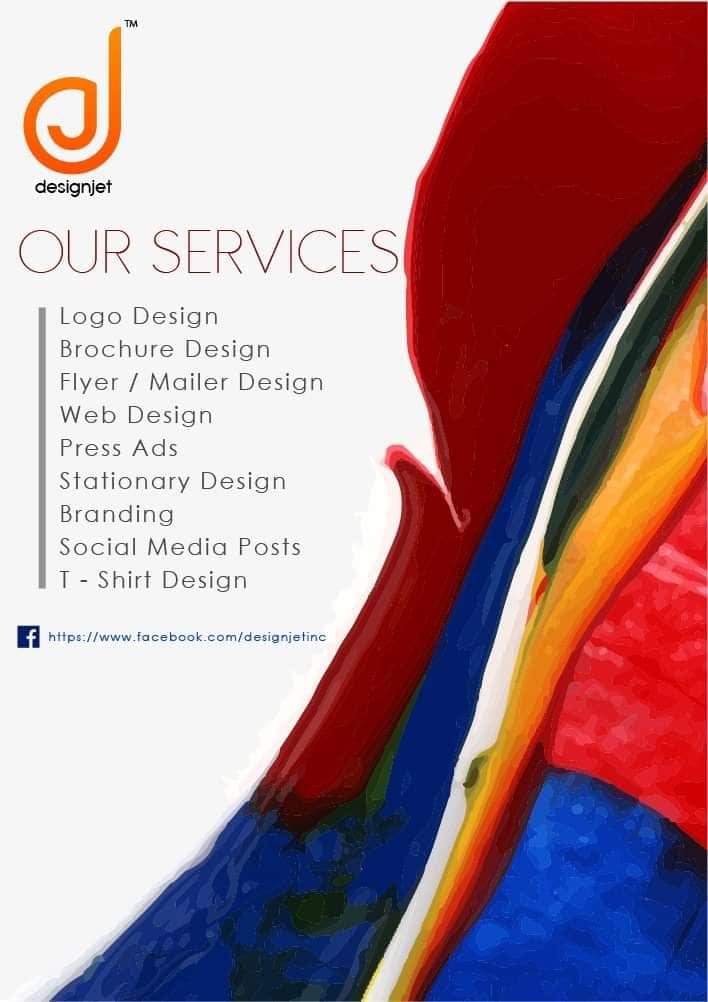 TM
designjet
OUR SERVICES
Logo Design
Brochure Design
Flyer / Mailer Design
Web Design
Press Ads
Stationary Design
Branding
Social Media Posts
T - Shirt Design
https://www.facebook.com/designjetinc